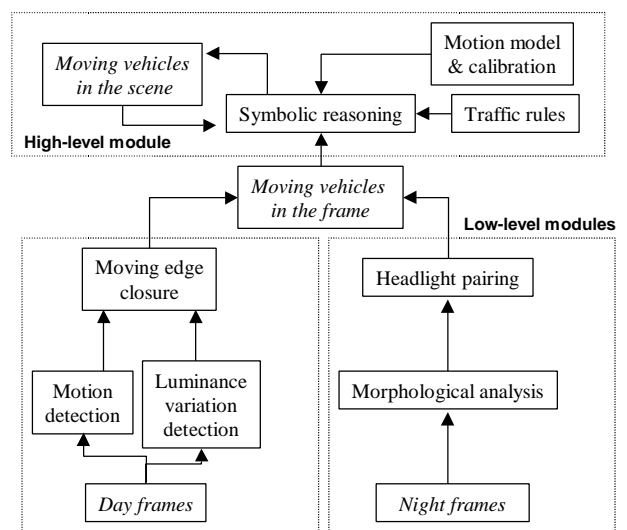 Moving vehicles
in the scene
Motion model
& calibration
Symbolic reasoning
Traffic rules
High-level module
Moving vehicles
in the frame
Low-level modules
Moving edge
closure
Headlight pairing
Motion
detection
Luminance
variation
detection
Morphological analysis
Day frames
Night frames